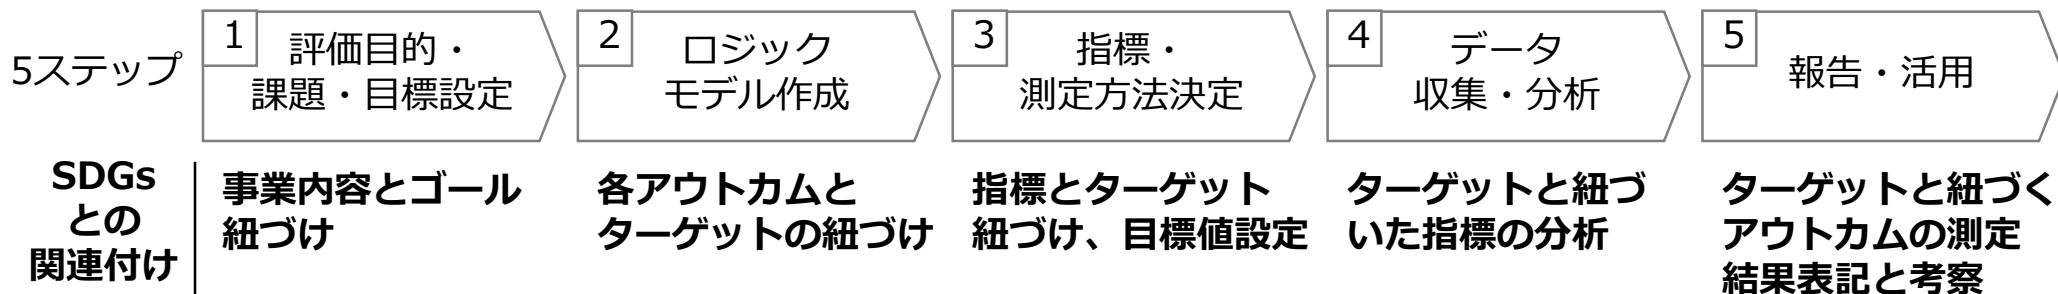 5ステップ
1
評価目的・
課題・目標設定
2
ロジック
モデル作成
3
指標・
測定方法決定
4
データ
収集・分析
5
報告・活用
SDGs
との
関連付け
事業内容とゴール
紐づけ
各アウトカムと
ターゲットの紐づけ
指標とターゲット
紐づけ、目標値設定
ターゲットと紐づ
いた指標の分析
ターゲットと紐づく
アウトカムの測定
結果表記と考察